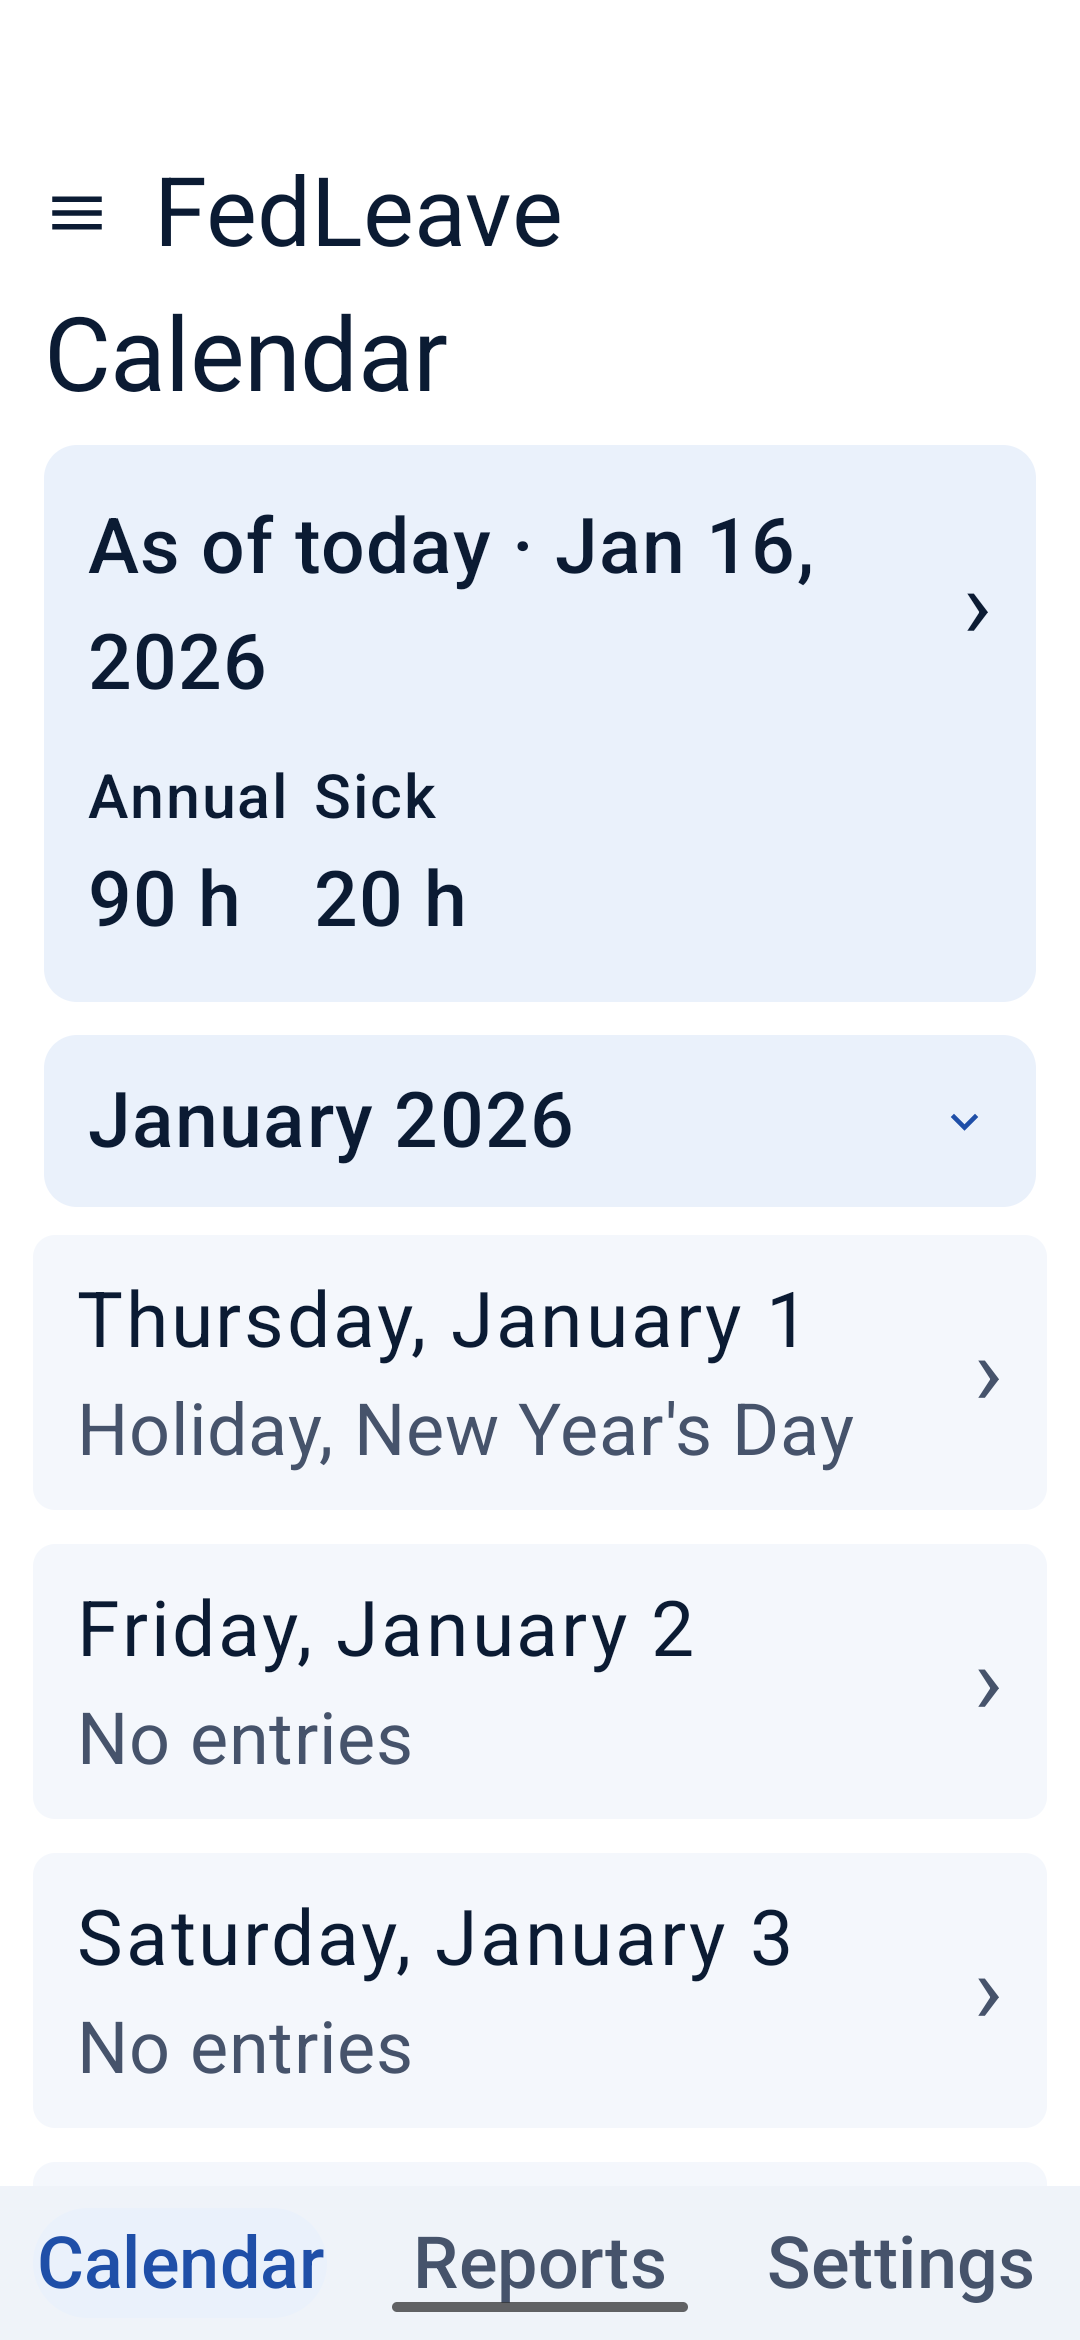 FedLeave
Calendar
As of today · Jan 16,
2026
Annual Sick
90 h 20 h
January 2026
Thursday, January 1
Holiday, New Year's Day
Friday, January 2
No entries
Saturday, January 3
No entries
Calendar Reports Settings